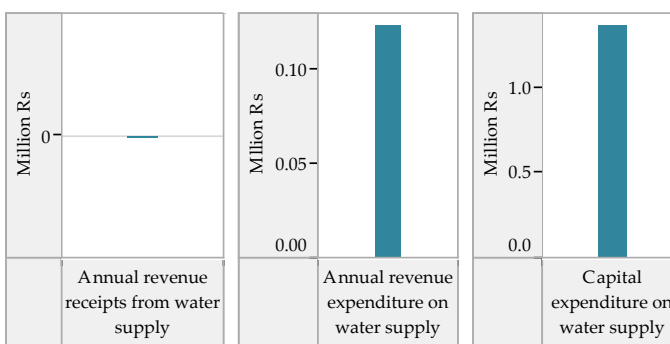 Million Rs
0
Annual revenue
receipts from water
supply
MIllion Rs
0.10
0.05
0.00
Annual revenue
expenditure on
water supply
Million Rs
1.0
0.5
0.0
Capital
expenditure on
water supply